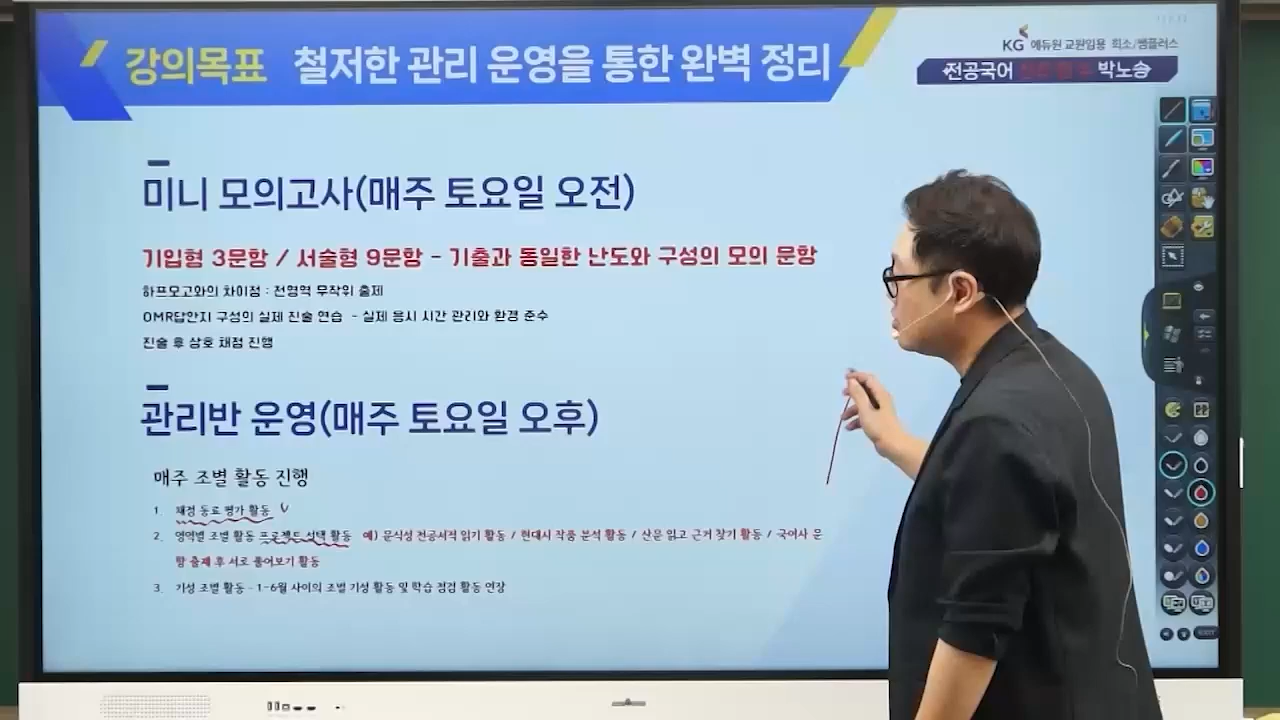 강의목표 철저한 관리 운영을 통한 완벽 정리
KG 에듀원 교원임용 희소/쌤플러스
전공국어 박노송
미니 모의고사(매주 토요일 오전)
기입형 3문항 / 서술형 9문항 - 기출과 동일한 난도와 구성의 모의 문항
하프모고와의 차이점 : 전영역 무작위 출제
OMR답안지 구성의 실제 진술 연습 - 실제 응시 시간 관리와 환경 준수
진술 후 상호 채점 진행
관리반 운영(매주 토요일 오후)
매주 조별 활동 진행
1. 채점 동료 평가 활동
2. 영역별 조별 활동 프로젝트 선택 활동 예) 문식성 전공서적 읽기 활동 / 현대시 작품 분석 활동 / 산문 읽고 근거 찾기 활동 / 국어사 문
항 출제 후 서로 풀어보기 활동
3. 기성 조별 활동 - 1-6월 사이의 조별 기성 활동 및 학습 점검 활동 연장
EXIT